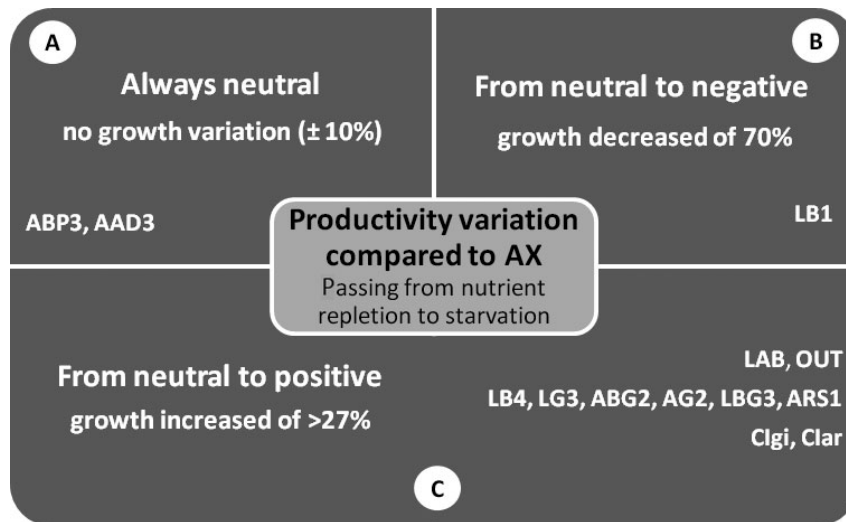 A
Always neutral
no growth variation (± 10%)
ABP3, AAD3
B
From neutral to negative
growth decreased of 70%
LB1
Productivity variation
compared to AX
Passing from nutrient
repletion to starvation
From neutral to positive
growth increased of >27%
LAB, OUT
LB4, LG3, ABG2, AG2, LBG3, ARS1
Clgi, Clar
C